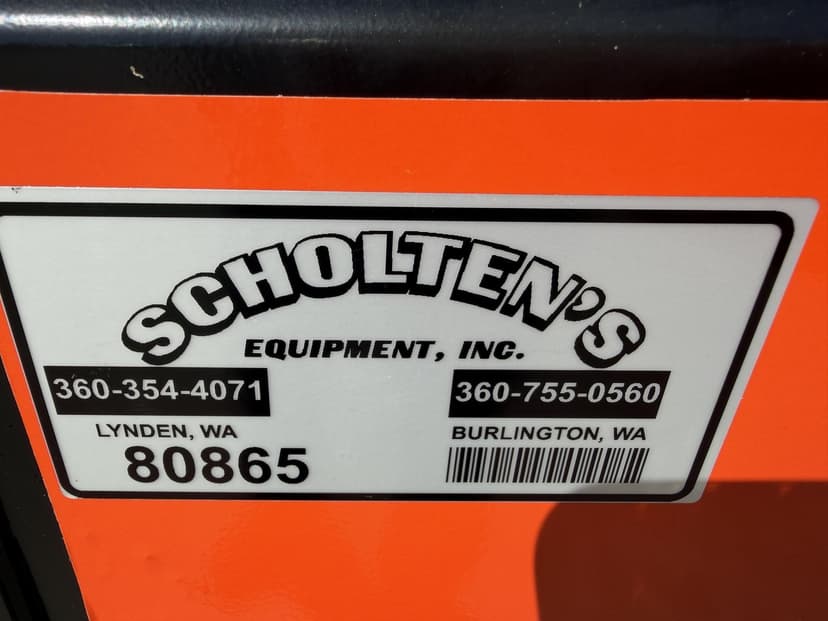 SCHOLTEN'S
EQUIPMENT, INC.
360-354-4071 360-755-0560
LYNDEN, WA BURLINGTON, WA
80865